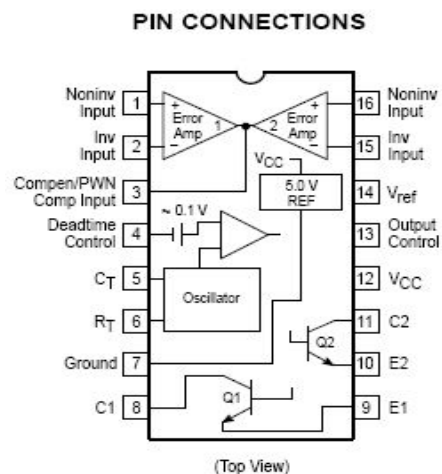 PIN CONNECTIONS
Noninv
Input
1
Inv
Input
2
Compen/PWN
Comp Input
3
Deadtime
Control
4
CT
5
RT
6
Ground
7
C1
8
+
Error
Amp
–
1
2
+
Error
Amp
–
VCC
5.0 V
REF
~ 0.1 V
Oscillator
Q2
Q1
16
Noninv
Input
15
Inv
Input
14
Vref
13
Output
Control
12
VCC
11
C2
10
E2
9
E1
(Top View)